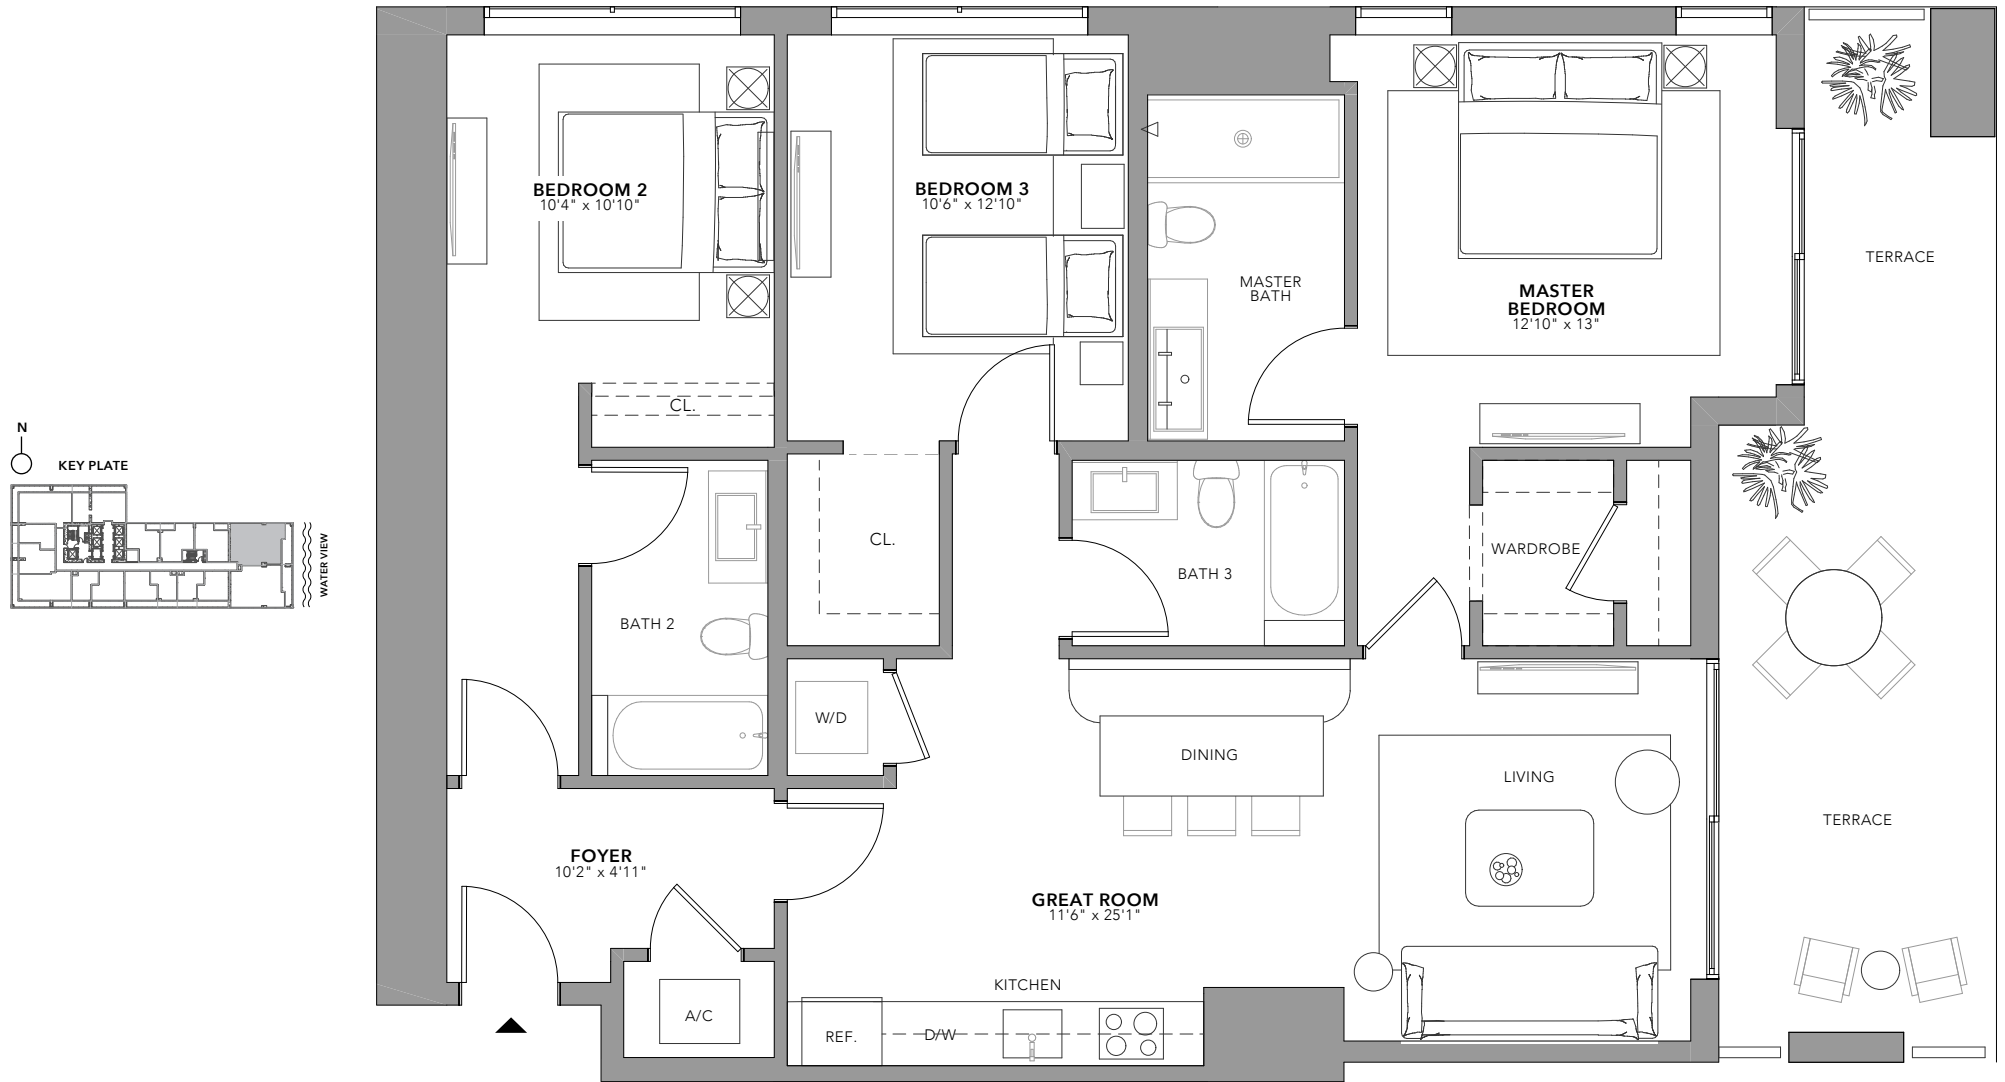 BEDROOM 2
10'4" x 10'10"
BEDROOM 3
10'6" x 12'10"
MASTER
BATH
MASTER
BEDROOM
12'10" x 13"
TERRACE
CL.
N
KEY PLATE
WATER VIEW
CL.
WARDROBE
BATH 3
BATH 2
W/D
DINING
LIVING
TERRACE
FOYER
10'2" x 4'11"
GREAT ROOM
11'6" x 25'1"
KITCHEN
A/C
REF.
D/W